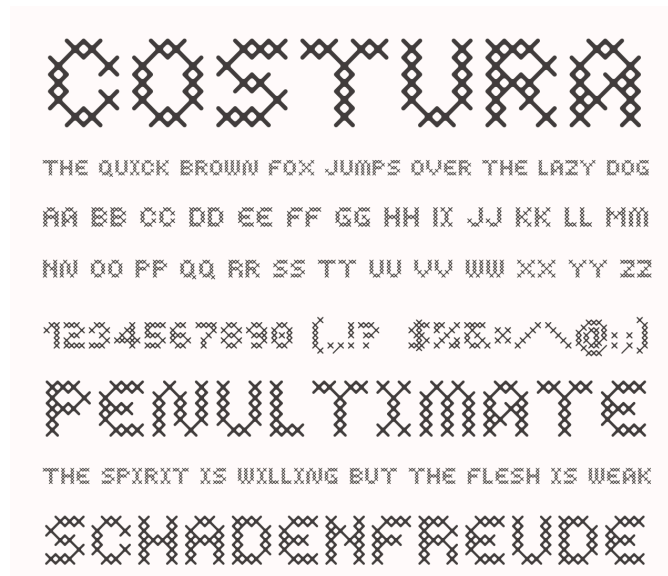 COSTURA
THE QUICK BROWN FOX JUMPS OVER THE LAZY DOG
AA BB CC DD EE FF GG HH IX JJ KK LL MM
NN OO PP QQ RR SS TT UU VV WW XX YY ZZ
1234567890 (,,!? $%&×/\@:;)
PENULTIMATE
THE SPIRIT IS WILLING BUT THE FLESH IS WEAK
SCHADENFREUDE